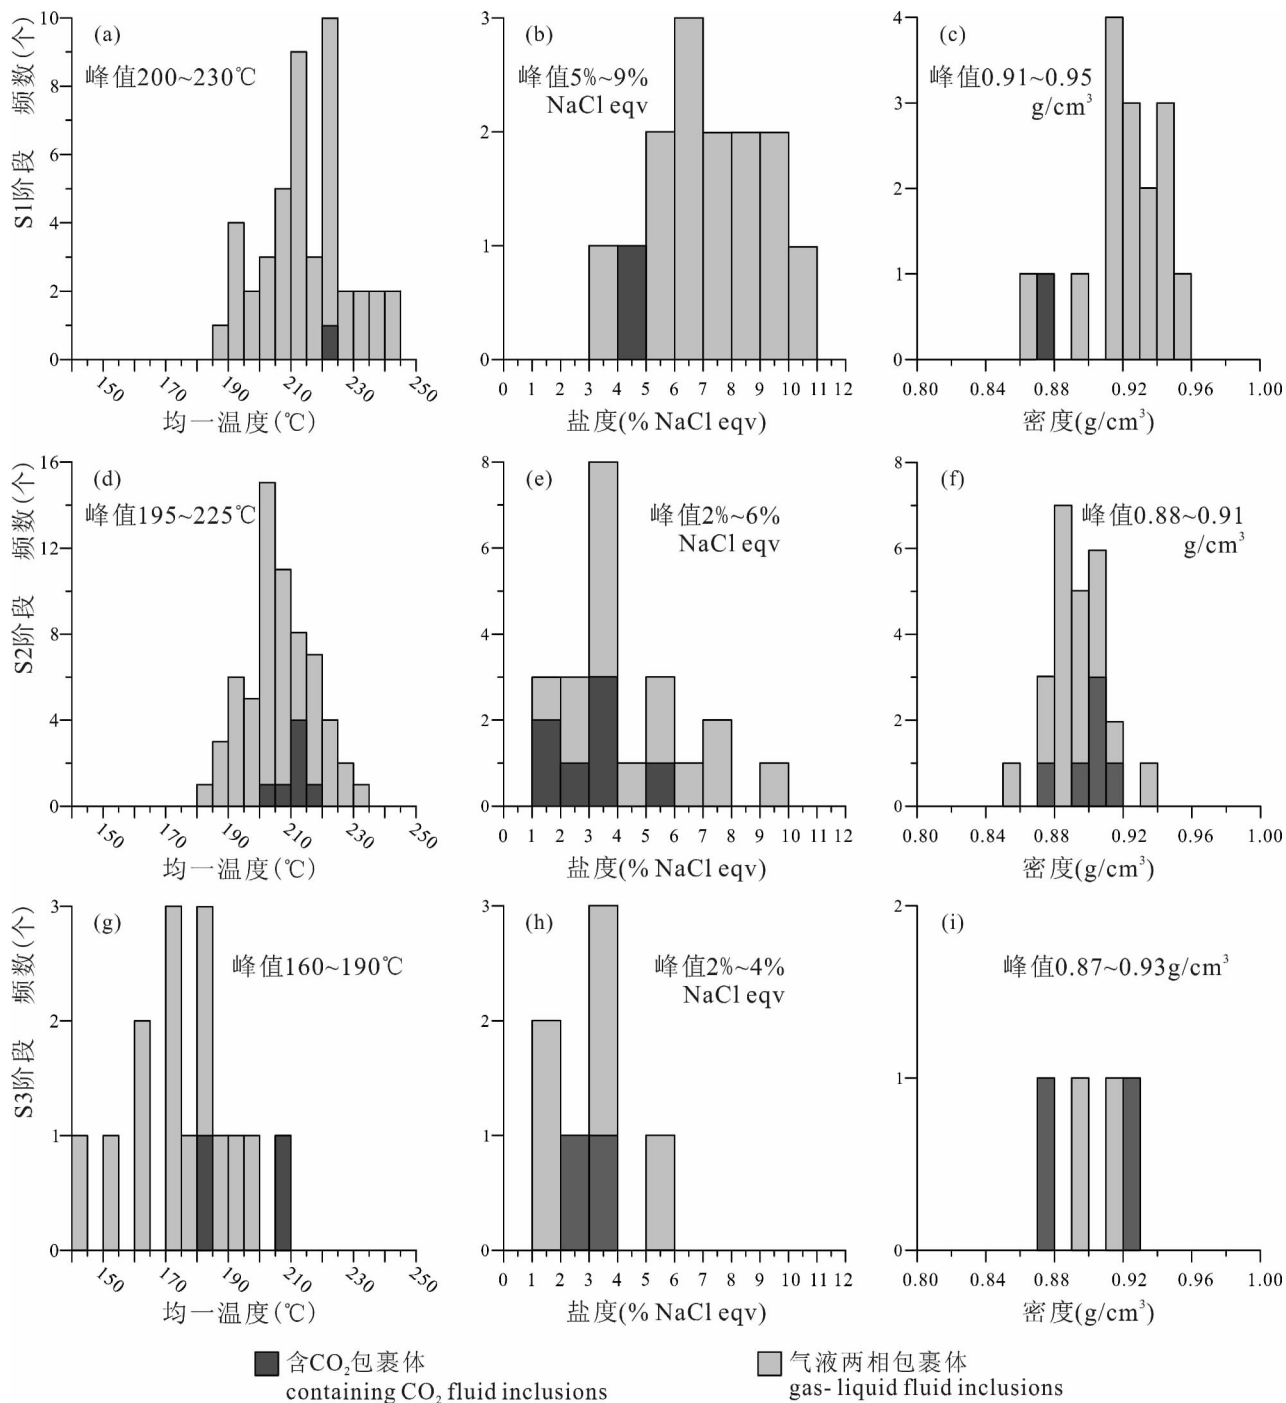 S1阶段 频数(个)
(a)
峰值200~230℃
10
8
6
4
2
0
150 190 210 230 250
均一温度(℃)
(b)
峰值5%~9%
NaCl eqv
3
2
1
0
0 1 2 3 4 5 6 7 8 9 10 11 12
盐度(% NaCl eqv)
(c)
峰值0.91~0.95
g/cm³
4
3
2
1
0
0.80 0.84 0.88 0.92 0.96 1.00
密度(g/cm³)
S2阶段 频数(个)
(d)
峰值195~225℃
16
12
8
4
0
150 170 190 210 230 250
均一温度(℃)
(e)
峰值2%~6%
NaCl eqv
8
6
4
2
0
0 1 2 3 4 5 6 7 8 9 10 11 12
盐度(% NaCl eqv)
(f)
峰值0.88~0.91
g/cm³
8
6
4
2
0
0.80 0.84 0.88 0.92 0.96 1.00
密度(g/cm³)
S3阶段 频数(个)
(g)
峰值160~190℃
3
2
1
0
150 170 190 210 230 250
均一温度(℃)
(h)
峰值2%~4%
NaCl eqv
3
2
1
0
0 1 2 3 4 5 6 7 8 9 10 11 12
盐度(% NaCl eqv)
(i)
峰值0.87~0.93g/cm³
2
1
0
0.80 0.84 0.88 0.92 0.96 1.00
密度(g/cm³)
含CO₂包裹体
containing CO₂ fluid inclusions
气液两相包裹体
gas- liquid fluid inclusions